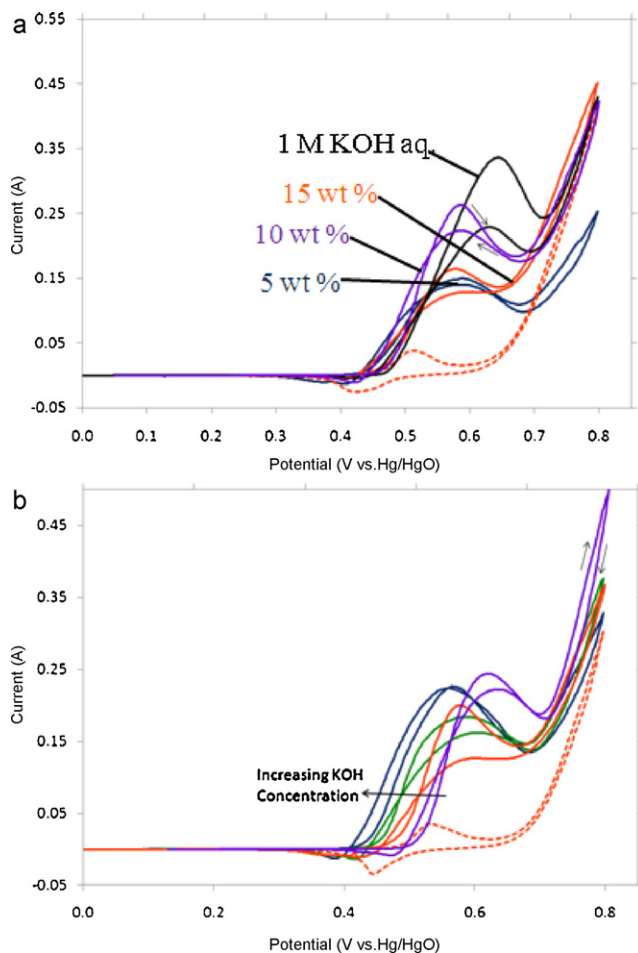 a
0.55
0.45
0.35
0.25
0.15
0.05
-0.05
Current (A)
1 M KOH aq.
15 wt %
10 wt %
5 wt %
0.0 0.1 0.2 0.3 0.4 0.5 0.6 0.7 0.8
Potential (V vs.Hg/HgO)
b
0.45
0.35
0.25
0.15
0.05
-0.05
Current (A)
Increasing KOH
Concentration
0.0 0.2 0.4 0.6 0.8
Potential (V vs.Hg/HgO)